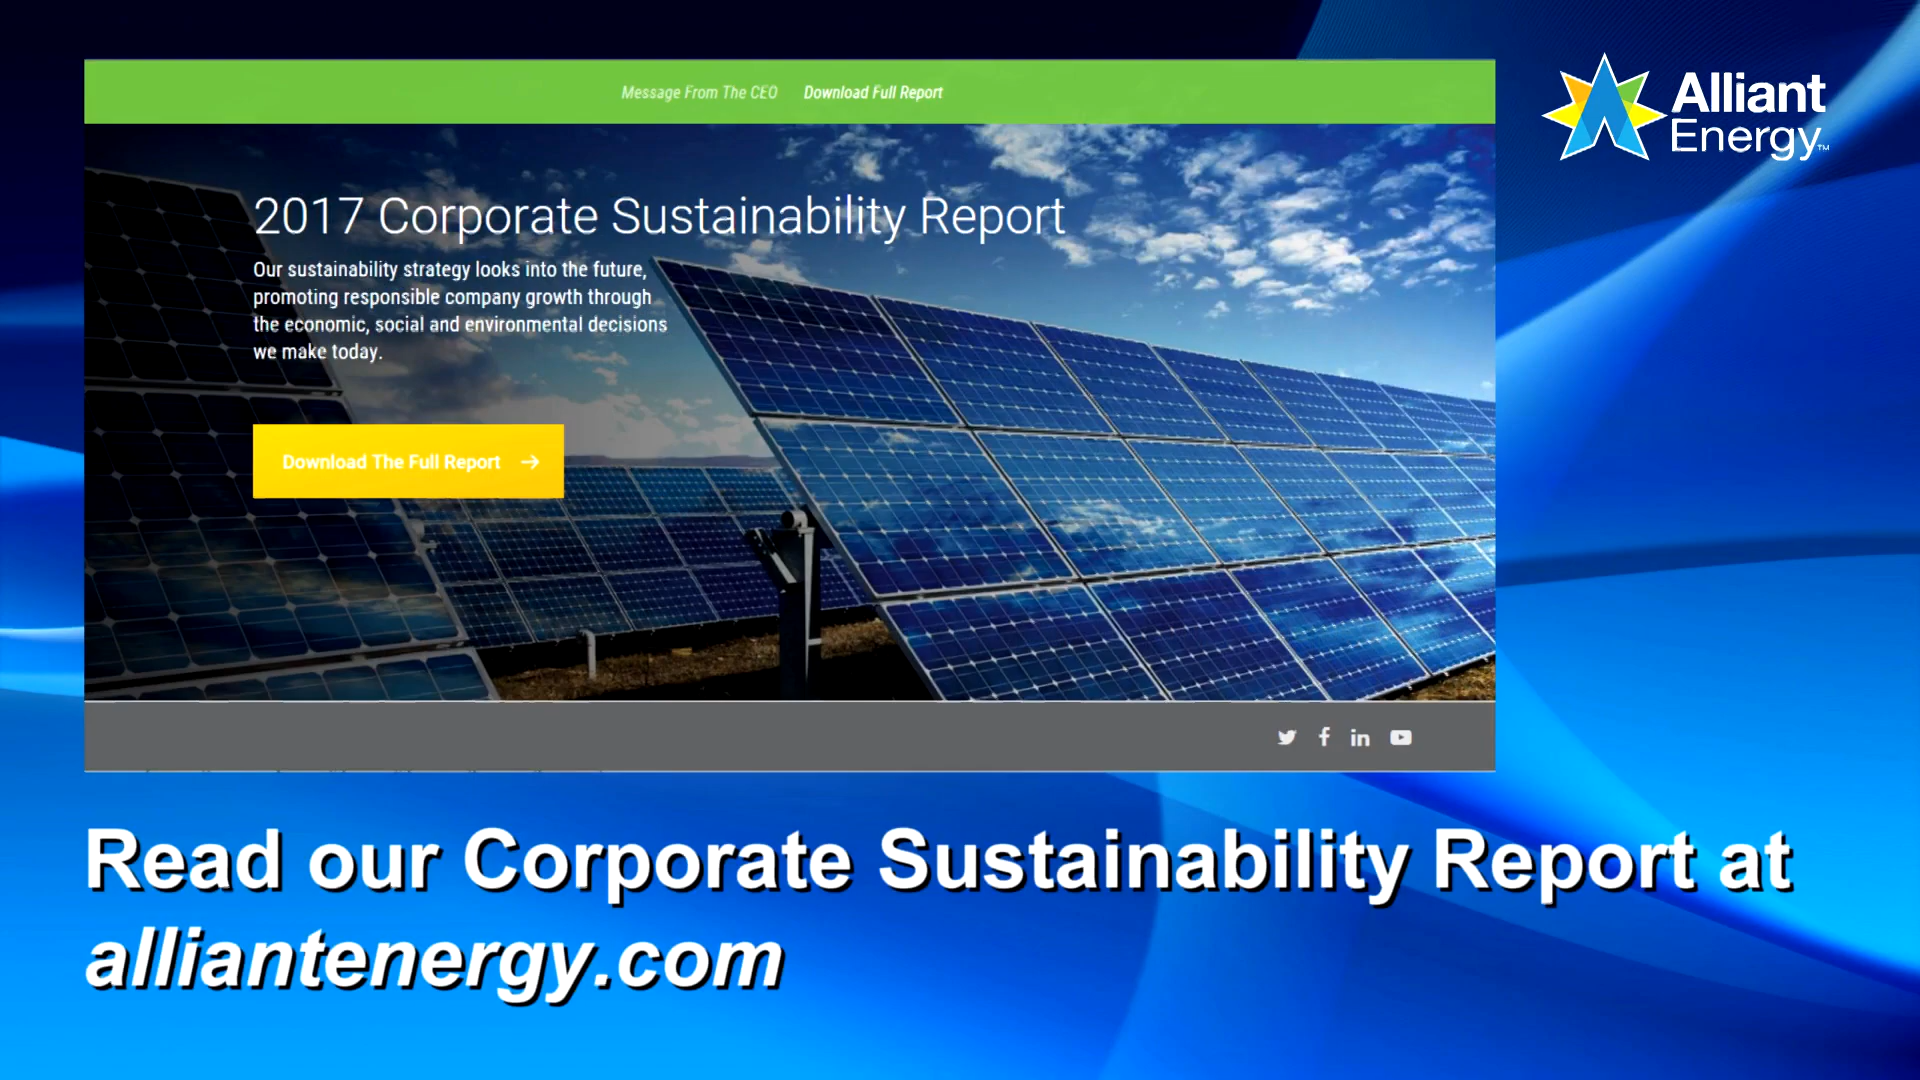 Message From The CEO Download Full Report
Alliant
Energy™
2017 Corporate Sustainability Report
Our sustainability strategy looks into the future,
promoting responsible company growth through
the economic, social and environmental decisions
we make today.
Download The Full Report →
Read our Corporate Sustainability Report at
alliantenergy.com